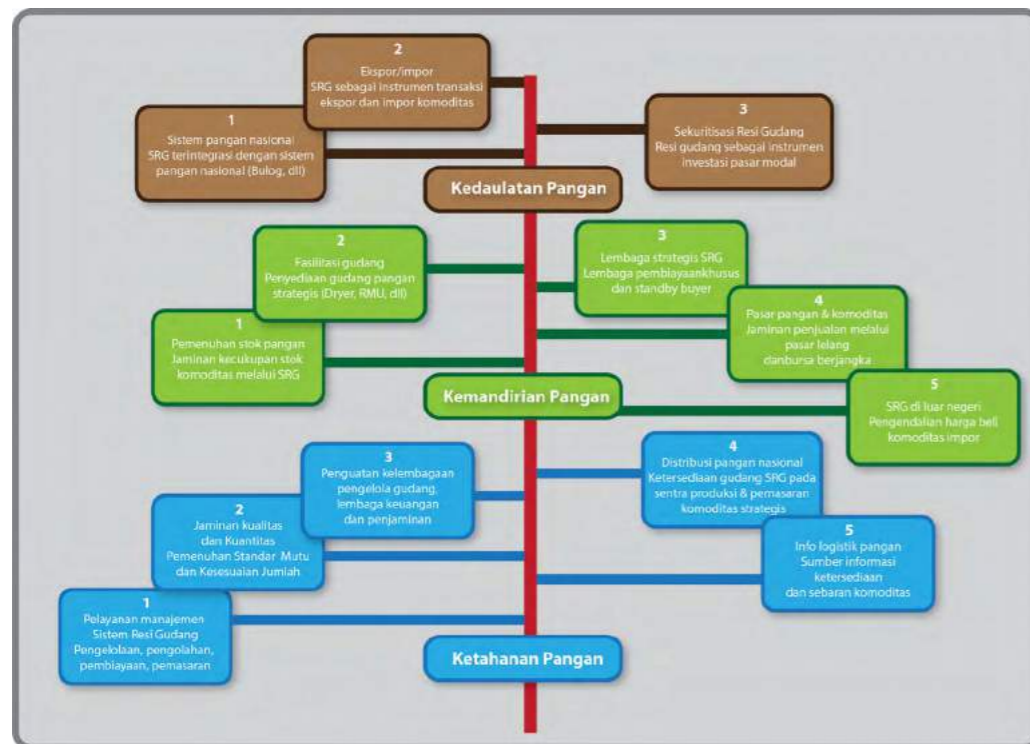 2
Ekspor/impor
SRG sebagai instrumen transaksi
ekspor dan impor komoditas
1
Sistem pangan nasional
SRG terintegrasi dengan sistem
pangan nasional (Bulog, dll)
3
Sekuritisasi Resi Gudang
Resi gudang sebagai instrumen
investasi pasar modal
Kedaulatan Pangan
2
Fasilitasi gudang
Penyediaan gudang pangan
strategis (Dryer, RMU, dll)
3
Lembaga strategis SRG
Lembaga pembiayaankhusus
dan standby buyer
1
Pemenuhan stok pangan
Jaminan kecukupan stok
komoditas melalui SRG
4
Pasar pangan & komoditas
Jaminan penjualan melalui
pasar lelang
danbursa berjangka
Kemandirian Pangan
5
SRG di luar negeri
Pengendalian harga beli
komoditas impor
3
Penguatan kelembagaan
pengelola gudang,
lembaga keuangan
dan penjaminan
4
Distribusi pangan nasional
Ketersediaan gudang SRG pada
sentra produksi & pemasaran
komoditas strategis
2
Jaminan kualitas
dan Kuantitas
Pemenuhan Standar Mutu
dan Kesesuaian Jumlah
5
Info logistik pangan
Sumber informasi
ketersediaan
dan sebaran komoditas
1
Pelayanan manajemen
Sistem Resi Gudang
Pengelolaan, pengolahan,
pembiayaan, pemasaran
Ketahanan Pangan